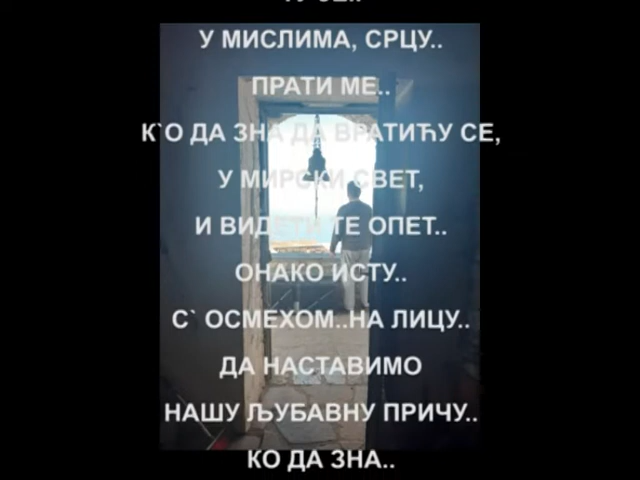 У МИСЛИМА, СРЦУ..
ПРАТИ МЕ..
К`О ДА ЗНА ДА ВРАТИЋУ СЕ,
У МИРСКИ СВЕТ,
И ВИДЕТИ ТЕ ОПЕТ..
ОНАКО ИСТУ..
С` ОСМЕХОМ..НА ЛИЦУ..
ДА НАСТАВИМО
НАШУ ЉУБАВНУ ПРИЧУ..
КО ДА ЗНА..